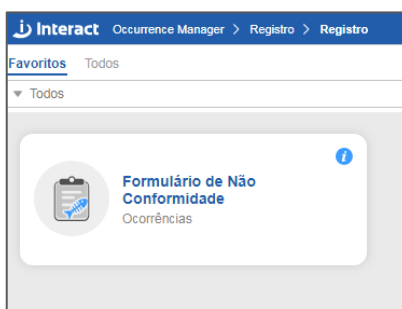 Interact Occurrence Manager > Registro > Registro
Favoritos Todos
Todos
Formulário de Não
Conformidade
Ocorrências